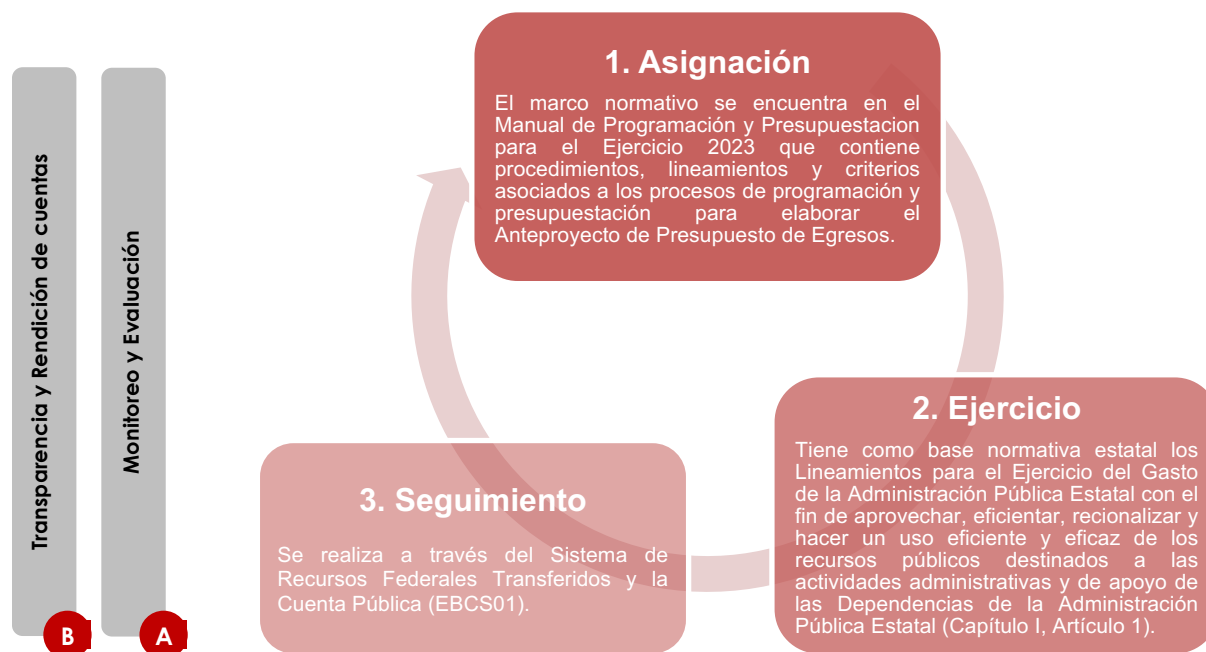 Transparencia y Rendición de cuentas
B
Monitoreo y Evaluación
A
1. Asignación
El marco normativo se encuentra en el
Manual de Programación y Presupuestacion
para el Ejercicio 2023 que contiene
procedimientos, lineamientos y criterios
asociados a los procesos de programación y
presupuestación para elaborar el
Anteproyecto de Presupuesto de Egresos.
2. Ejercicio
Tiene como base normativa estatal los
Lineamientos para el Ejercicio del Gasto
de la Administración Pública Estatal con el
fin de aprovechar, eficientar, recionalizar y
hacer un uso eficiente y eficaz de los
recursos públicos destinados a las
actividades administrativas y de apoyo de
las Dependencias de la Administración
Pública Estatal (Capítulo I, Artículo 1).
3. Seguimiento
Se realiza a través del Sistema de
Recursos Federales Transferidos y la
Cuenta Pública (EBCS01).